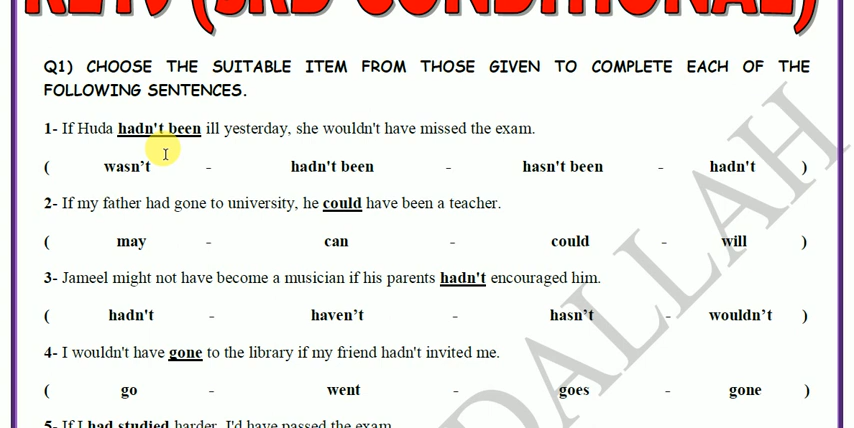 KEYS (3RD CONDITIONAL)
Q1) CHOOSE THE SUITABLE ITEM FROM THOSE GIVEN TO COMPLETE EACH OF THE
FOLLOWING SENTENCES.
1- If Huda hadn't been ill yesterday, she wouldn't have missed the exam.
( wasn’t - hadn't been - hasn't been - hadn't )
2- If my father had gone to university, he could have been a teacher.
( may - can - could - will )
3- Jameel might not have become a musician if his parents hadn't encouraged him.
( hadn't - haven’t - hasn’t - wouldn’t )
4- I wouldn't have gone to the library if my friend hadn't invited me.
( go - went - goes - gone )
5- If I had studied harder, I'd have passed the exam.
DALLAH